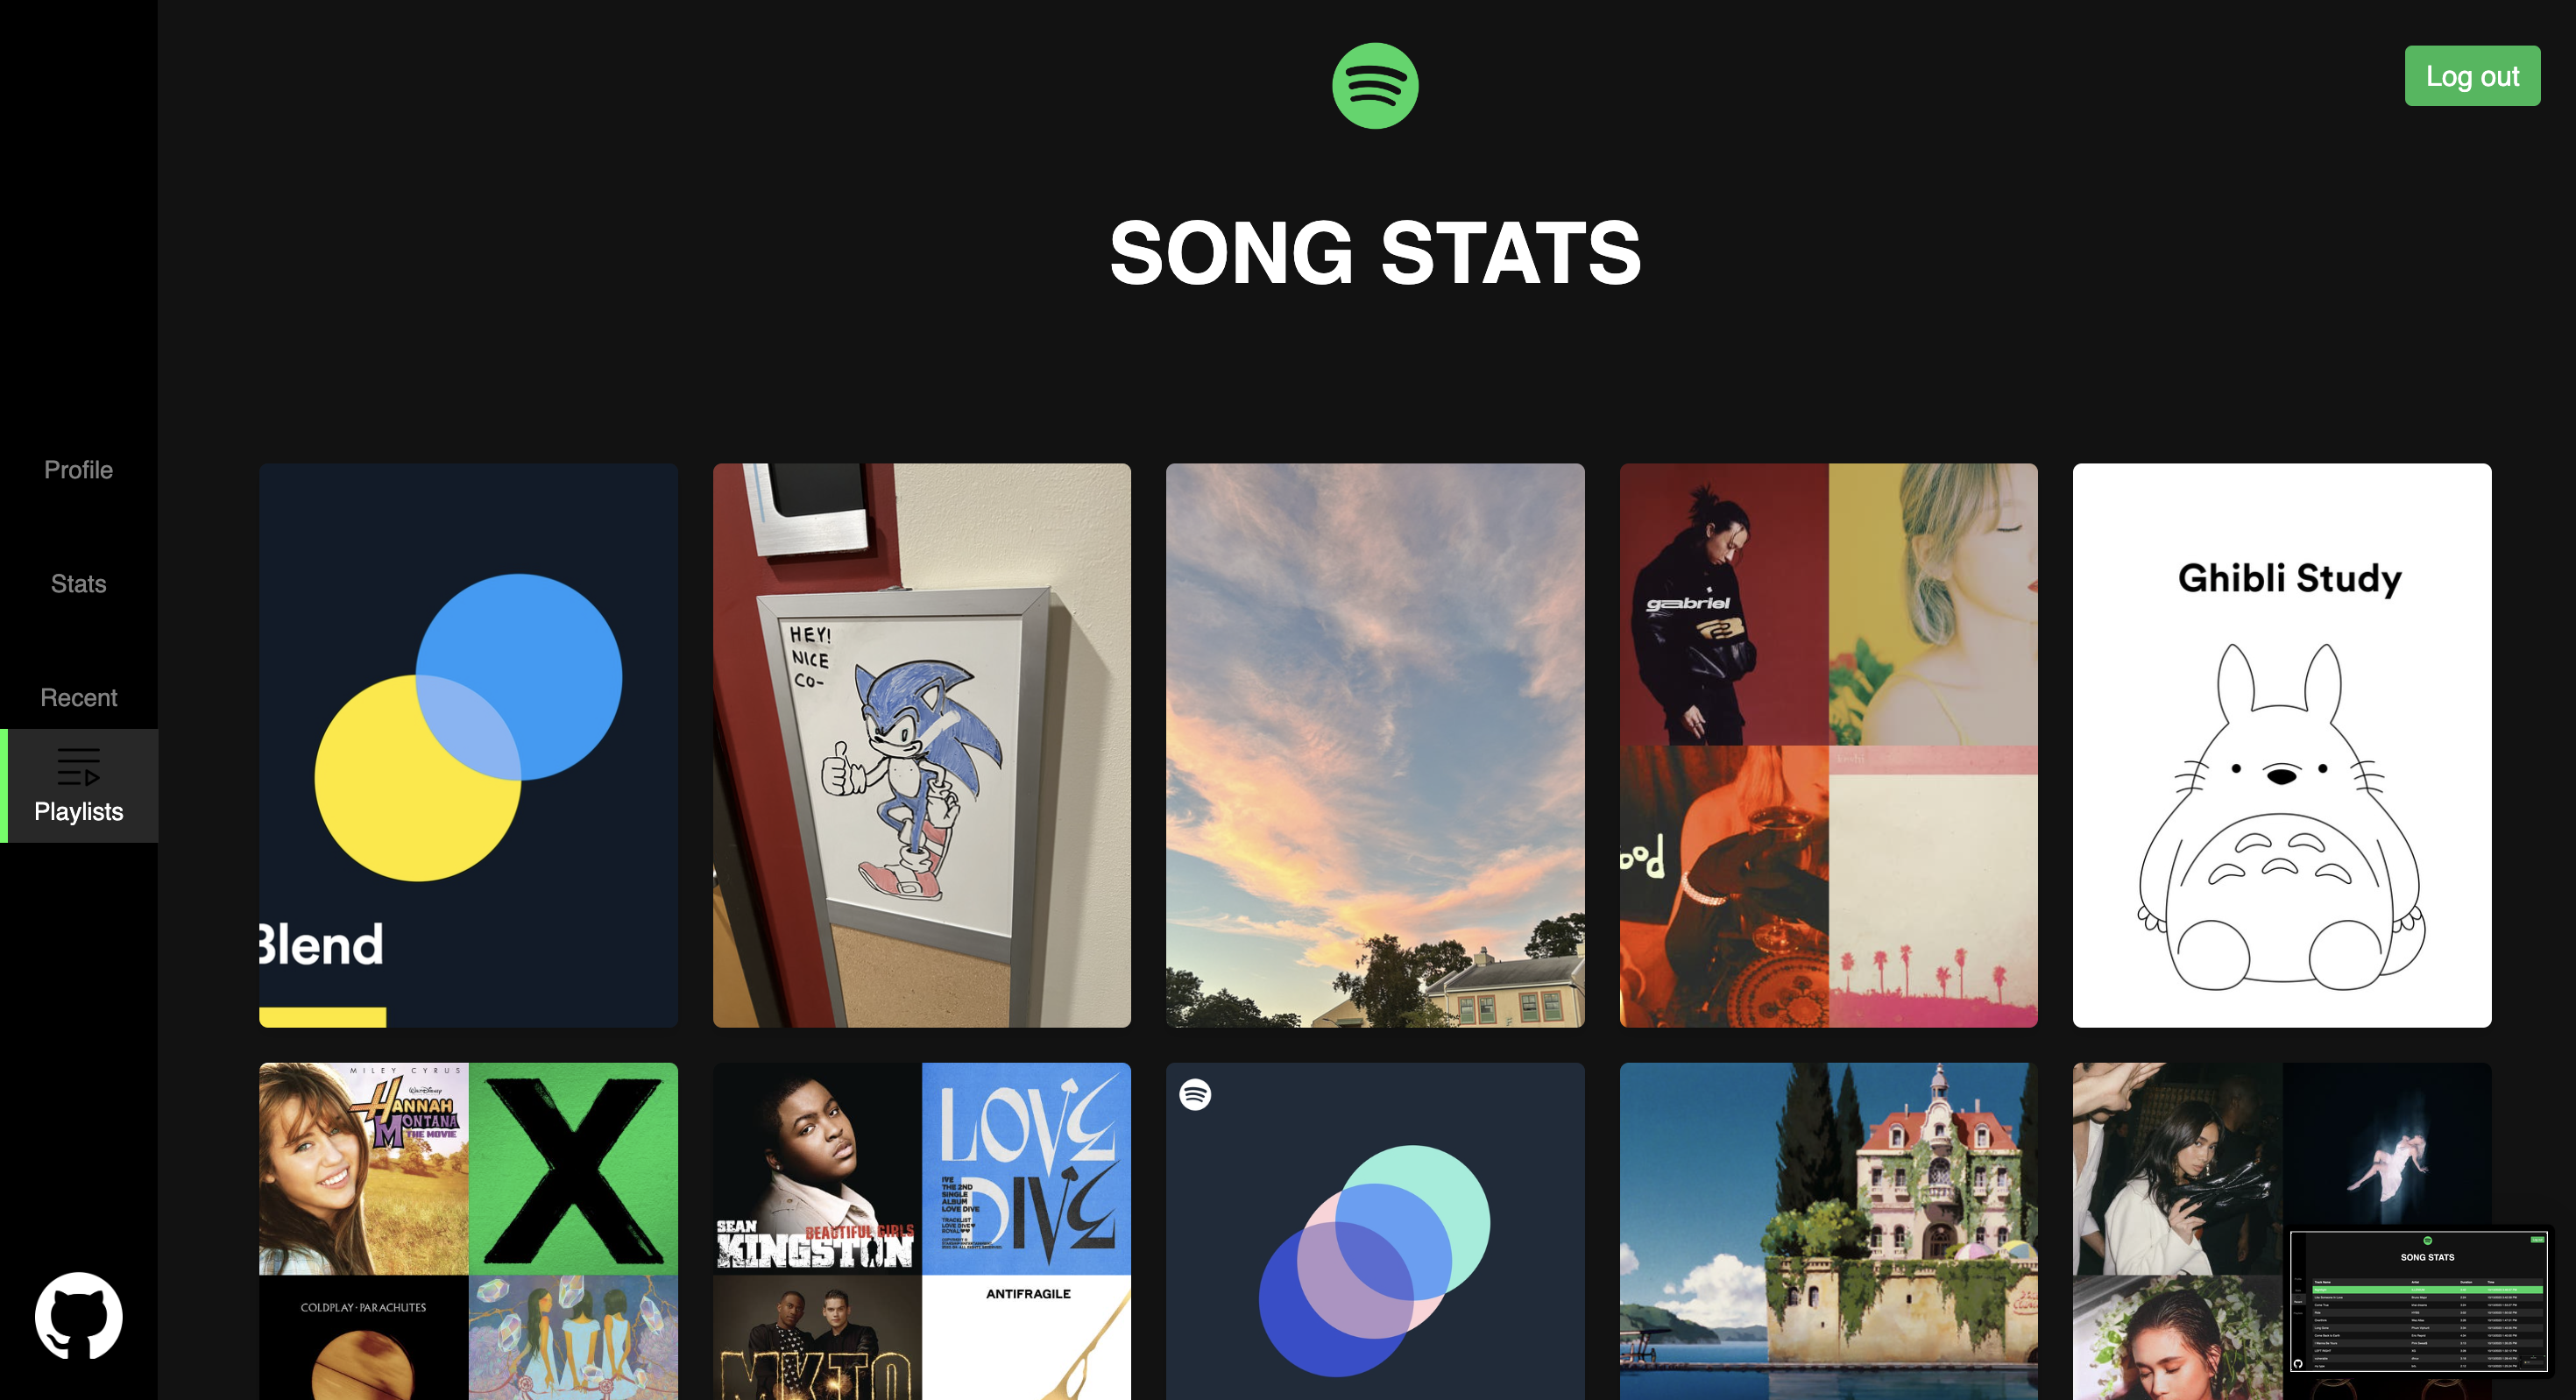 Log out
SONG STATS
Profile
Stats
Recent
Playlists
Blend
HEY!
NICE
CO-
gabriel
ood
keshi
Ghibli Study
MILEY CYRUS
HANNAH
MONTANA
THE MOVIE
COLDPLAY · PARACHUTES
SEAN
KINGSTON
BEAUTIFUL GIRLS
LOVE
DIVE
IVE
THE 2ND
SINGLE
ALBUM
LOVE DIVE
MKTO
ANTIFRAGILE
SONG STATS